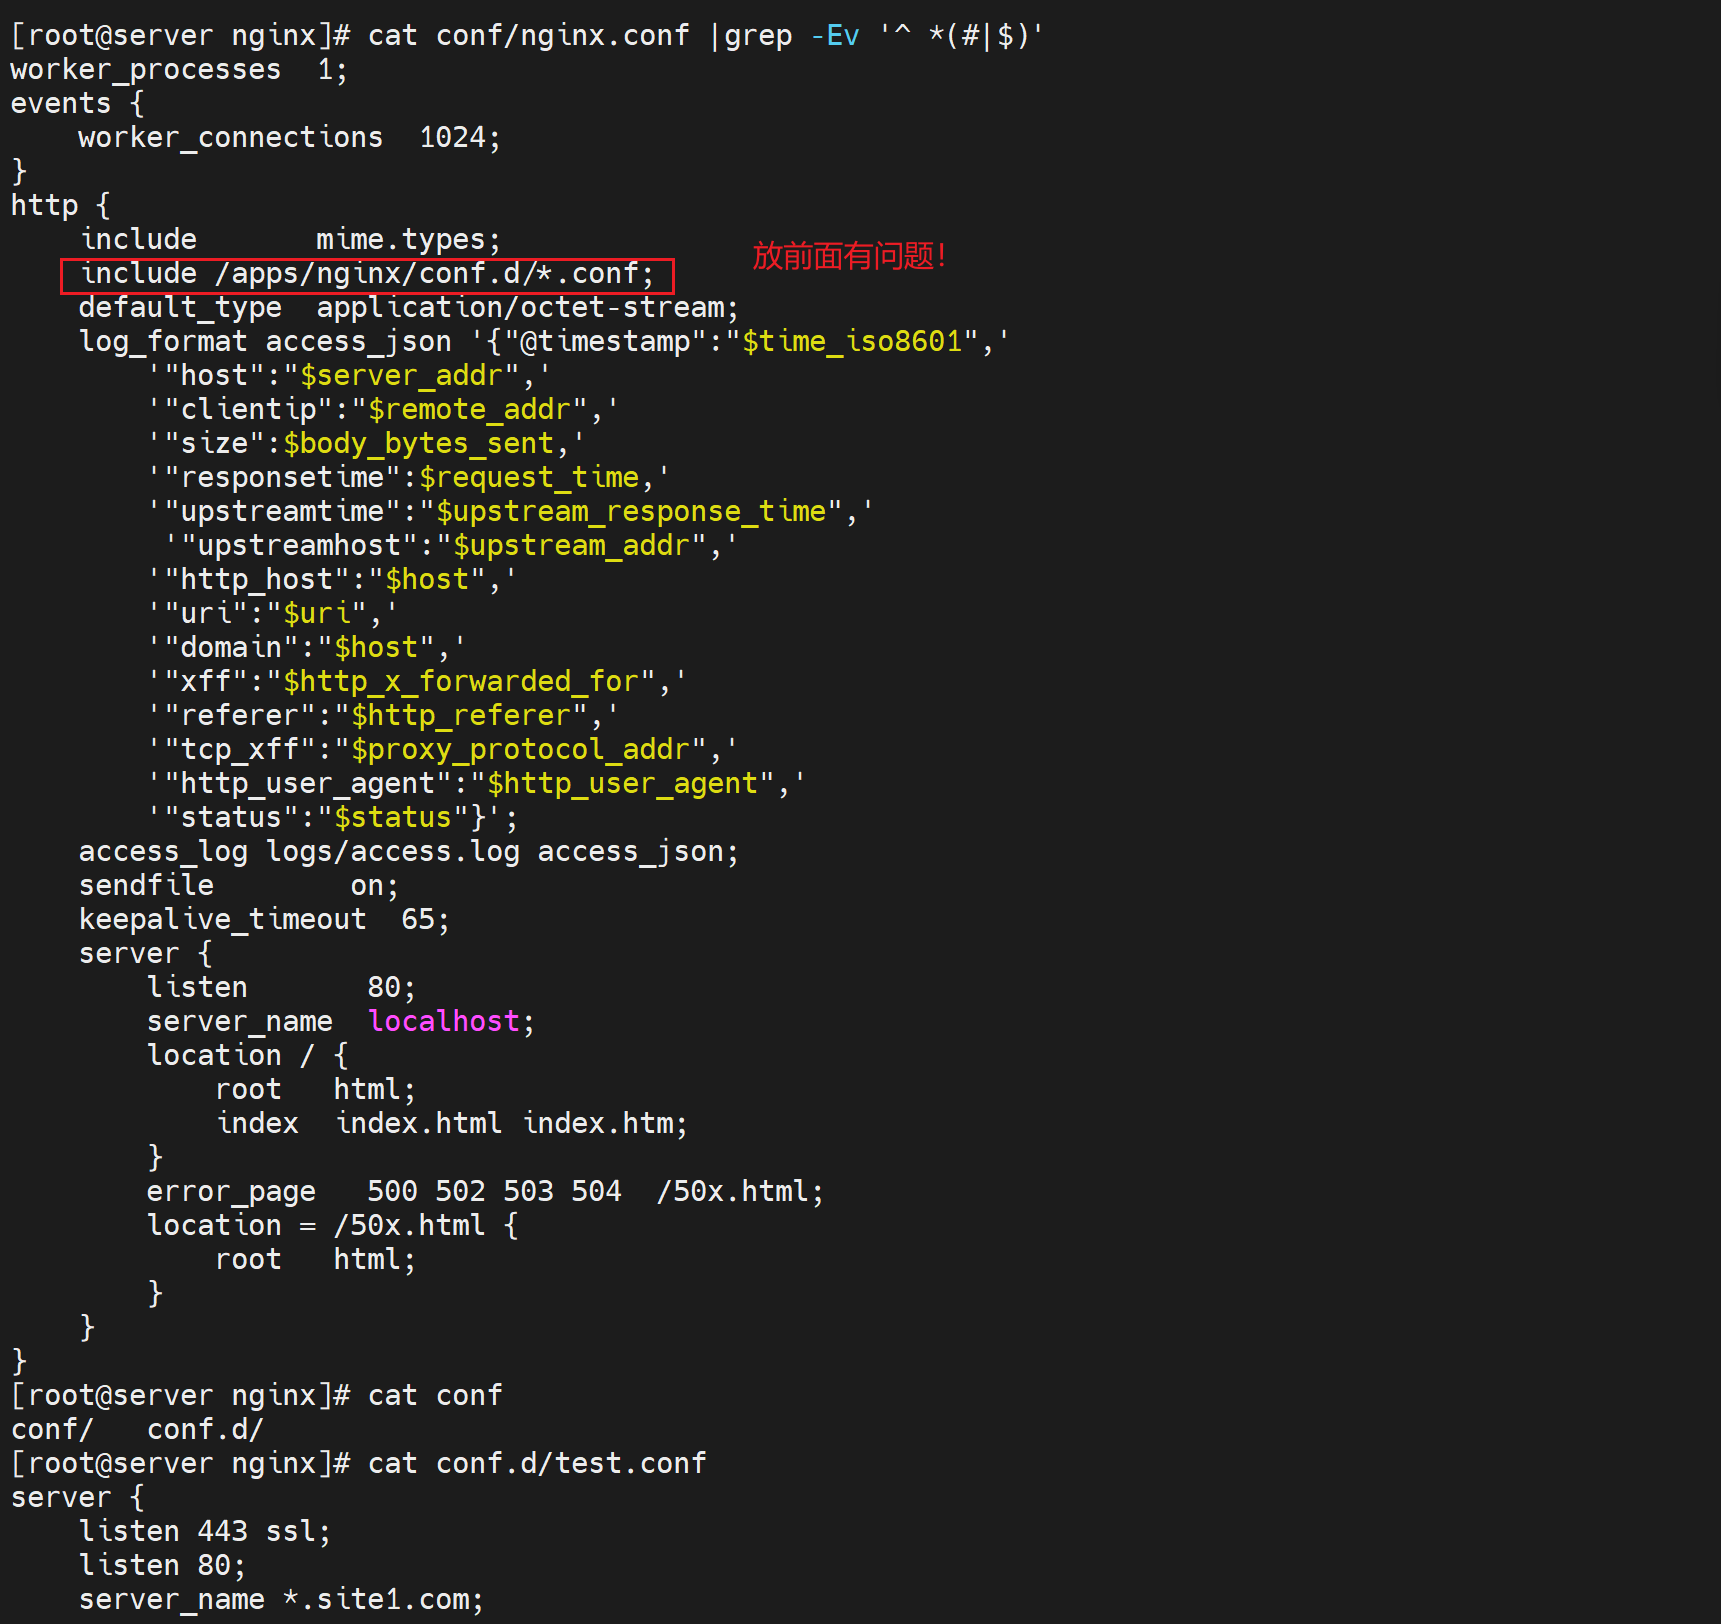 [root@server nginx]# cat conf/nginx.conf |grep -Ev '^ *(#|$)'
worker_processes  1;
events {
    worker_connections  1024;
}
http {
    include       mime.types;
    include /apps/nginx/conf.d/*.conf;
放前面有问题！
    default_type  application/octet-stream;
    log_format access_json '{"@timestamp":"$time_iso8601",'
        '"host":"$server_addr",'
        '"clientip":"$remote_addr",'
        '"size":$body_bytes_sent,'
        '"responsetime":$request_time,'
        '"upstreamtime":"$upstream_response_time",'
         '"upstreamhost":"$upstream_addr",'
        '"http_host":"$host",'
        '"uri":"$uri",'
        '"domain":"$host",'
        '"xff":"$http_x_forwarded_for",'
        '"referer":"$http_referer",'
        '"tcp_xff":"$proxy_protocol_addr",'
        '"http_user_agent":"$http_user_agent",'
        '"status":"$status"}';
    access_log logs/access.log access_json;
    sendfile        on;
    keepalive_timeout  65;
    server {
        listen       80;
        server_name  localhost;
        location / {
            root   html;
            index  index.html index.htm;
        }
        error_page   500 502 503 504  /50x.html;
        location = /50x.html {
            root   html;
        }
    }
}
[root@server nginx]# cat conf
conf/   conf.d/
[root@server nginx]# cat conf.d/test.conf
server {
    listen 443 ssl;
    listen 80;
    server_name *.site1.com;